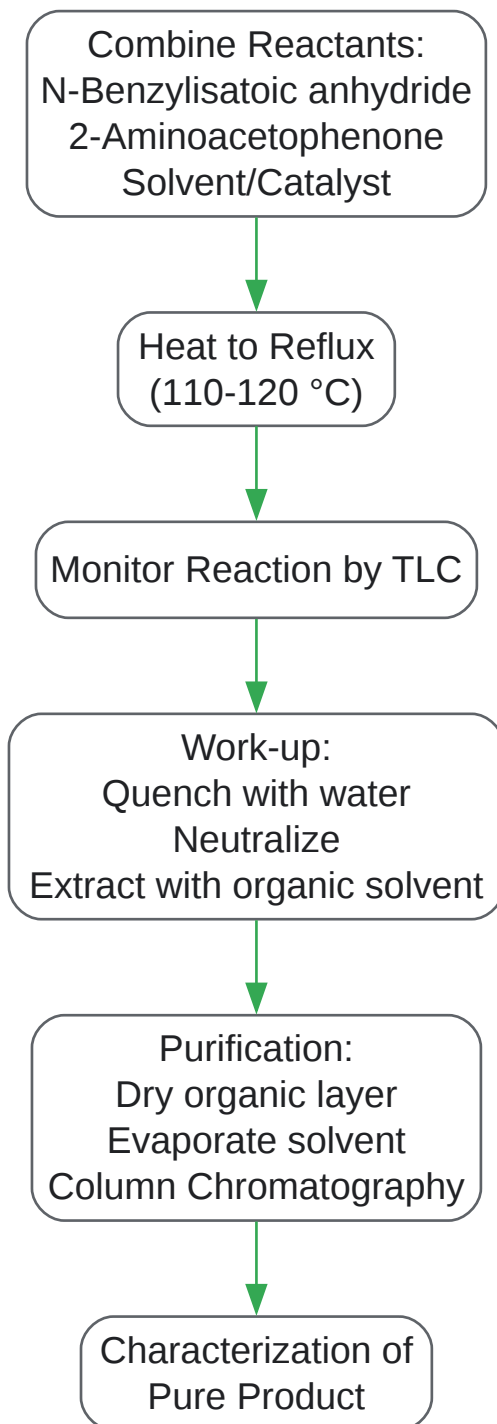 Combine Reactants:
N-Benzylisatoic anhydride
2-Aminoacetophenone
Solvent/Catalyst
Heat to Reflux
(110-120 °C)
Monitor Reaction by TLC
Work-up:
Quench with water
Neutralize
Extract with organic solvent
Purification:
Dry organic layer
Evaporate solvent
Column Chromatography
Characterization of
Pure Product